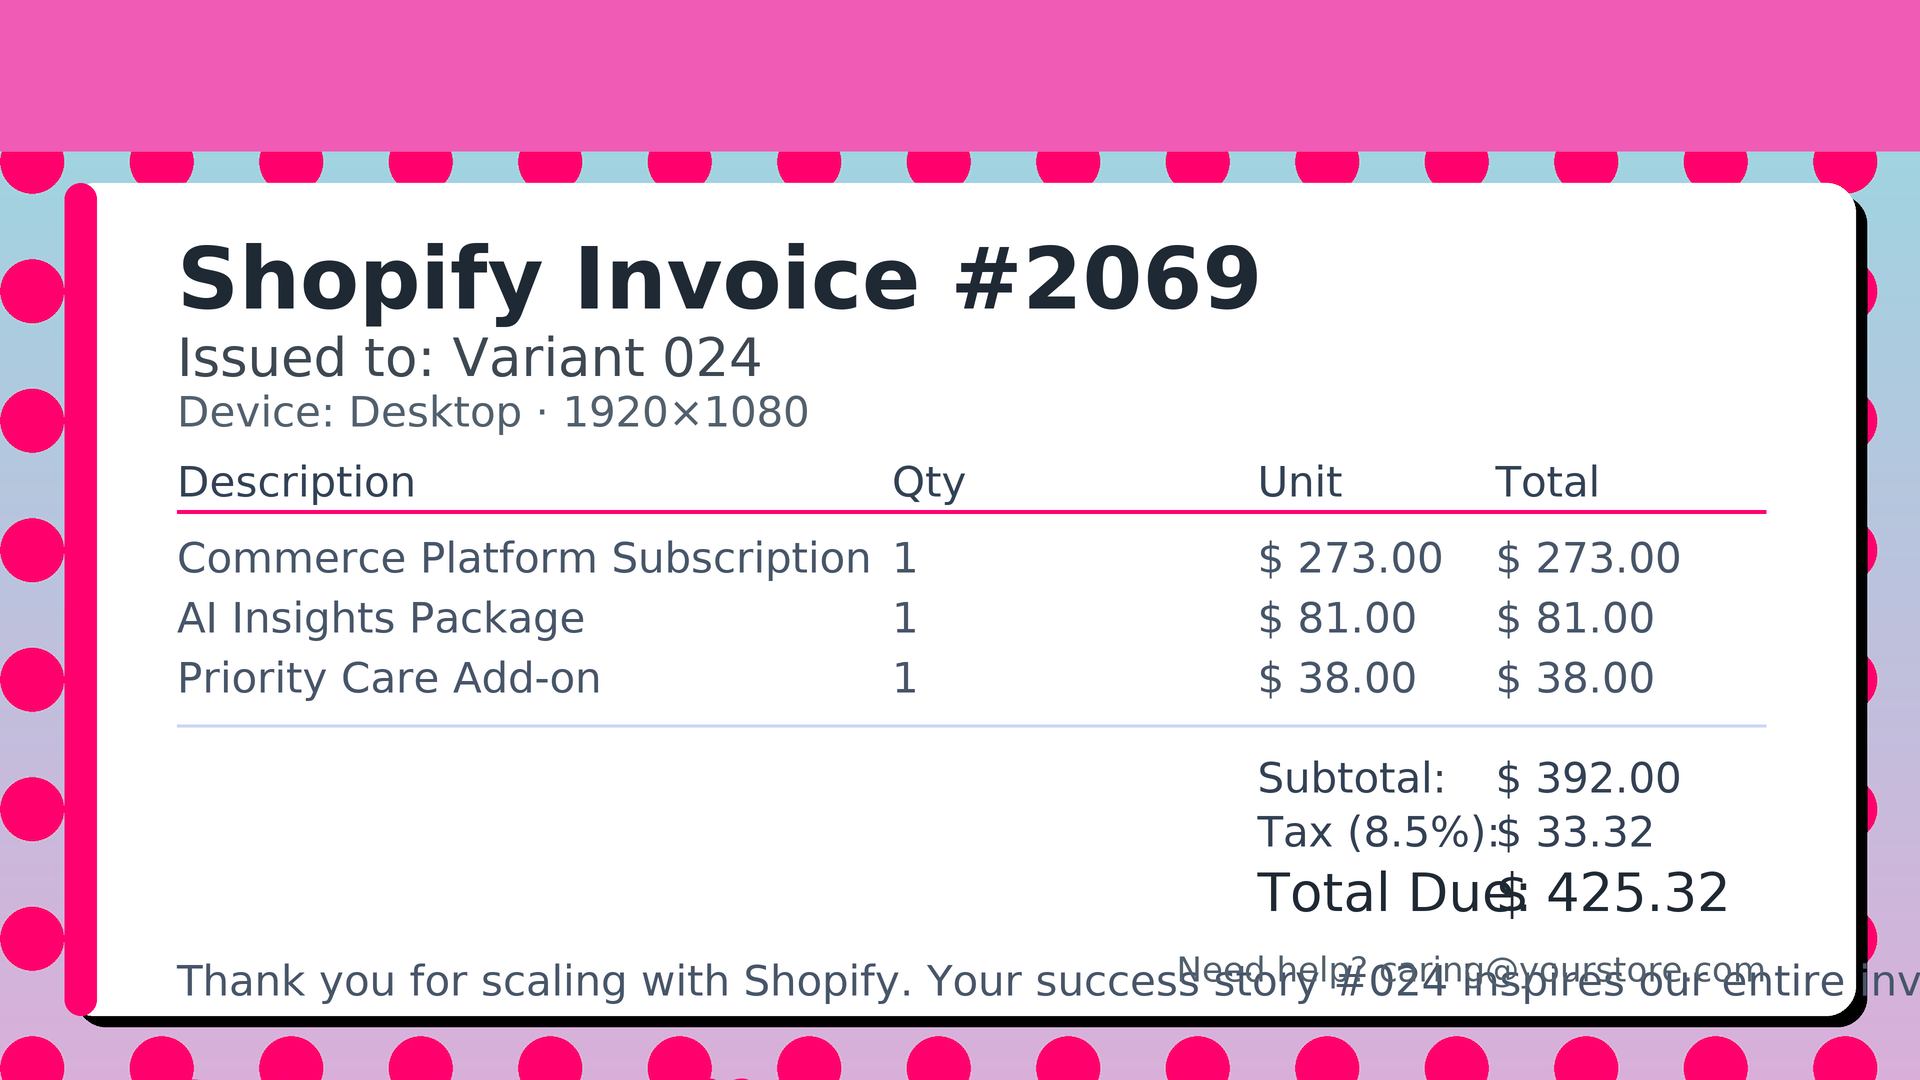 Shopify Invoice #2069
Issued to: Variant 024
Device: Desktop · 1920×1080
Description Qty Unit Total
Commerce Platform Subscription 1 $ 273.00 $ 273.00
AI Insights Package 1 $ 81.00 $ 81.00
Priority Care Add-on 1 $ 38.00 $ 38.00
Subtotal: $ 392.00
Tax (8.5%): $ 33.32
Total Due: $ 425.32
Need help? caring@yourstore.com
Thank you for scaling with Shopify. Your success story #024 inspires our entire